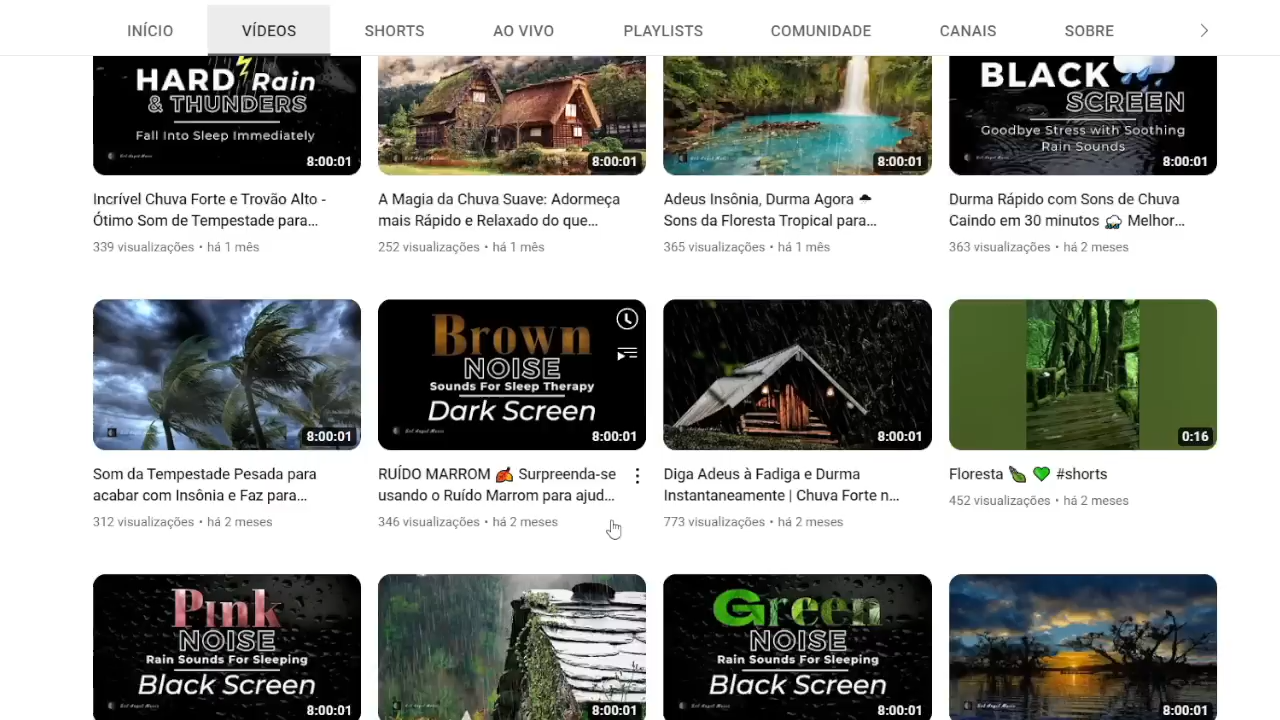 INÍCIO
VÍDEOS
SHORTS
AO VIVO
PLAYLISTS
COMUNIDADE
CANAIS
SOBRE
HARD Rain
& THUNDERS
Fall Into Sleep Immediately
8:00:01
8:00:01
8:00:01
BLACK
SCREEN
Goodbye Stress with Soothing
Rain Sounds
8:00:01
Incrível Chuva Forte e Trovão Alto -
Ótimo Som de Tempestade para...
339 visualizações • há 1 mês
A Magia da Chuva Suave: Adormeça
mais Rápido e Relaxado do que...
252 visualizações • há 1 mês
Adeus Insônia, Durma Agora 🌧
Sons da Floresta Tropical para...
365 visualizações • há 1 mês
Durma Rápido com Sons de Chuva
Caindo em 30 minutos 🌧 Melhor...
363 visualizações • há 2 meses
8:00:01
Brown
NOISE
Sounds For Sleep Therapy
Dark Screen
8:00:01
8:00:01
0:16
Som da Tempestade Pesada para
acabar com Insônia e Faz para...
312 visualizações • há 2 meses
RUÍDO MARROM 🍂 Surpreenda-se
usando o Ruído Marrom para ajud...
346 visualizações • há 2 meses
Diga Adeus à Fadiga e Durma
Instantaneamente | Chuva Forte n...
773 visualizações • há 2 meses
Floresta 🍃 💚 #shorts
452 visualizações • há 2 meses
Pink
NOISE
Rain Sounds For Sleeping
Black Screen
8:00:01
8:00:01
Green
NOISE
Rain Sounds For Sleeping
Black Screen
8:00:01
8:00:01